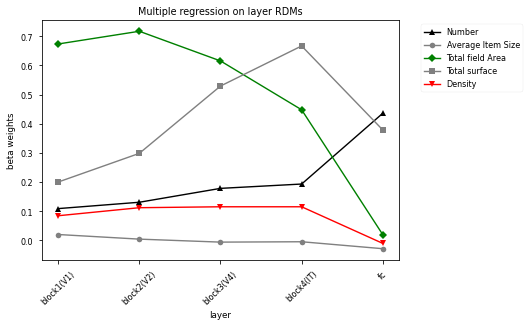 Multiple regression on layer RDMs
beta weights
0.7
0.6
0.5
0.4
0.3
0.2
0.1
0.0
block1(V1)
block2(V2)
block3(V4)
block4(IT)
fc
layer
Number
Average Item Size
Total field Area
Total surface
Density